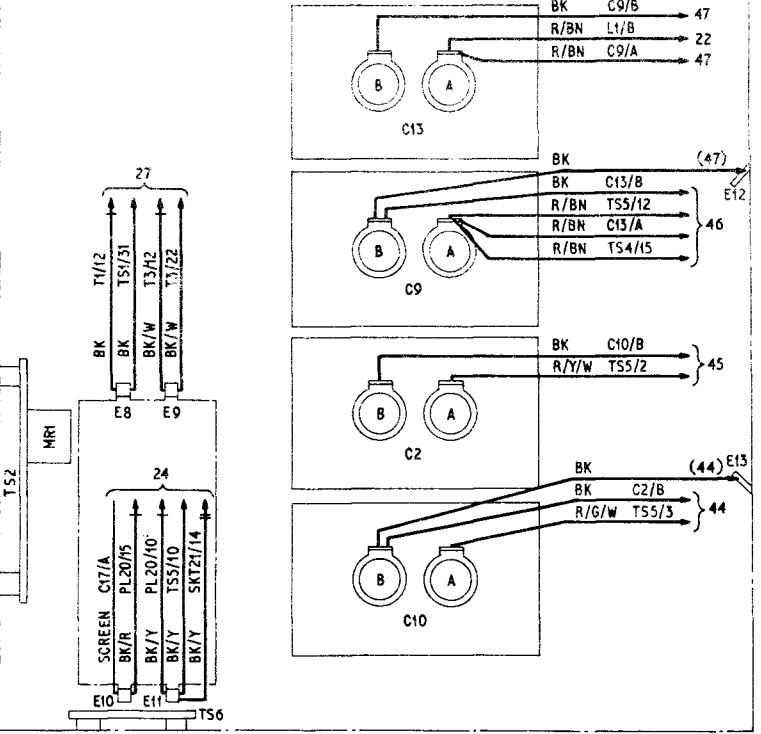 BK C9/B 47
R/BN L1/B 22
R/BN C9/A 47
B A
C13
BK (47)
E12
BK C13/B
R/BN TS5/12
R/BN C13/A
R/BN TS4/15
46
B A
C9
27
BK T1/12
BK TS1/31
BK/W T3/12
BK/W T3/22
E8 E9
BK C10/B
R/Y/W TS5/2
45
B A
C2
MR1
TS2
24
SCREEN C17/A
BK/R PL20/15
BK/Y PL20/10
BK/Y TS5/10
BK/Y SKT21/14
E10 E11
TS6
BK (44) E13
BK C2/B
R/G/W TS5/3
44
B A
C10